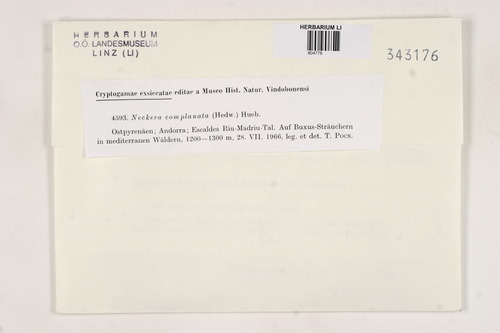 HERBARIUM
O.Ö. LANDESMUSEUM
LINZ (LI)
HERBARIUM LI
804776
343176
Cryptogamae exsiccatae editae a Museo Hist. Natur. Vindobonensi
4593. Neckera complanata (Hedw.) Hueb.
Ostpyrenäen; Andorra; Escaldes Riu-Madriu-Tal. Auf Buxus-Sträuchern
in mediterranen Wäldern, 1200—1300 m, 28. VII. 1966, leg. et det. T. Pocs.